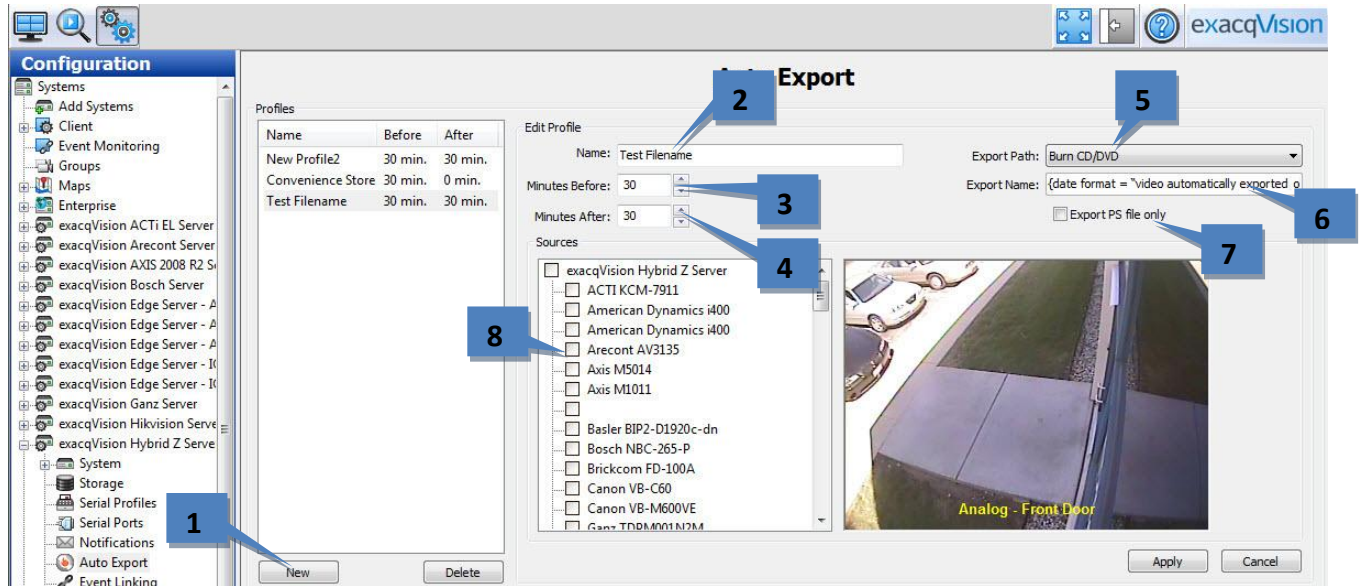 exacqVision
Configuration
Systems
Add Systems
Client
Event Monitoring
Groups
Maps
Enterprise
exacqVision ACTi EL Server
exacqVision Arecont Server
exacqVision AXIS 2008 R2
exacqVision Bosch Server
exacqVision Edge Server - A
exacqVision Edge Server - A
exacqVision Edge Server - A
exacqVision Edge Server -
exacqVision Edge Server -
exacqVision Ganz Server
exacqVision Hikvision Serve
exacqVision Hybrid Z Serve
System
Storage
Serial Profiles
Serial Ports
Notifications
Auto Export
Event Linking
1
Export
Profiles
Name Before After
New Profile2 30 min. 30 min.
Convenience Store 30 min. 0 min.
Test Filename 30 min. 30 min.
New
Delete
2
5
Edit Profile
Name: Test Filename
Export Path: Burn CD/DVD
Minutes Before: 30
3
Export Name: {date format = "video automatically exported o
6
Minutes After: 30
4
Export PS file only
7
Sources
exacqVision Hybrid Z Server
ACTI KCM-7911
American Dynamics i400
American Dynamics i400
8
Arecont AV3135
Axis M5014
Axis M1011
Basler BIP2-D1920c-dn
Bosch NBC-265-P
Brickcom FD-100A
Canon VB-C60
Canon VB-M600VE
Analog - Front Door
Apply
Cancel